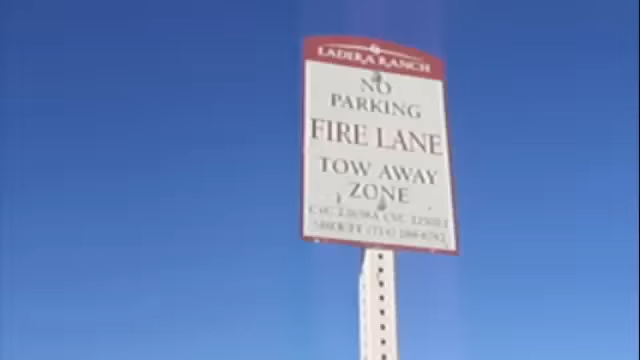 LADERA RANCH
NO
PARKING
FIRE LANE
TOW AWAY
ZONE